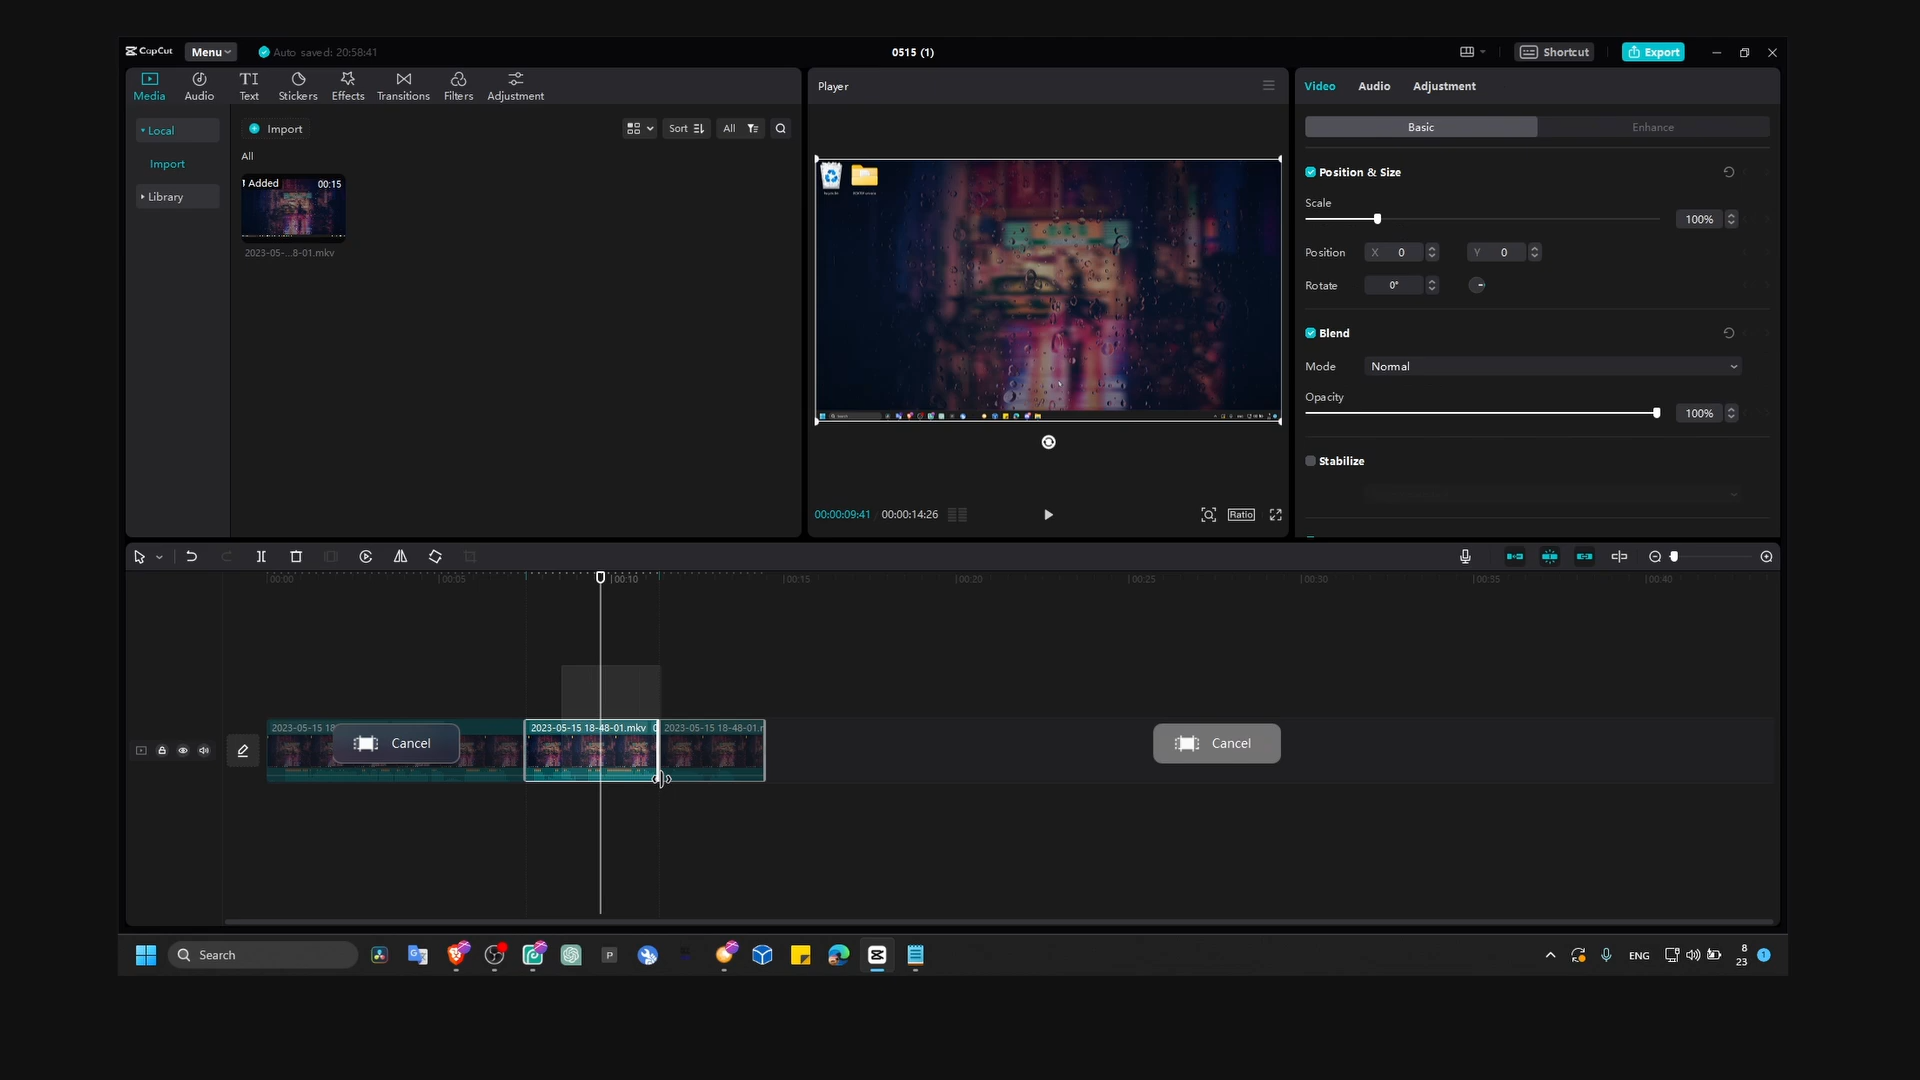 CapCut
Menu
Auto saved: 20:58:41
0515 (1)
Shortcut
Export
Media
Audio
Text
Stickers
Effects
Transitions
Filters
Adjustment
Local
Import
Library
Import
Sort
All
All
Added
00:15
2023-05-...8-01.mkv
Player
00:00:09:41
00:00:14:26
Ratio
Video
Audio
Adjustment
Basic
Enhance
Position & Size
Scale
100%
Position
X 0
Y 0
Rotate
0°
Blend
Mode
Normal
Opacity
100%
Stabilize
00:00
00:05
00:10
00:15
00:20
00:25
00:30
00:35
00:40
2023-05-15 18
2023-05-15 18-48-01.mkv
2023-05-15 18-48-01.
Cancel
Cancel
Search
P
ENG
8
23
1